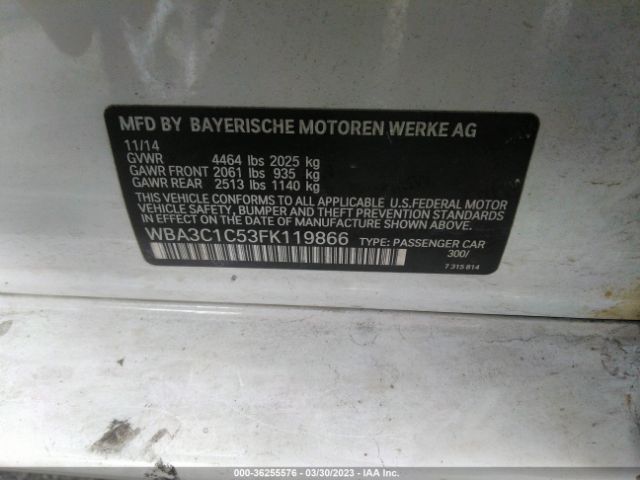 MFD BY BAYERISCHE MOTOREN WERKE AG
11/14
GVWR 4464 lbs 2025 kg
GAWR FRONT 2061 lbs 935 kg
GAWR REAR 2513 lbs 1140 kg
THIS VEHICLE CONFORMS TO ALL APPLICABLE U.S.FEDERAL MOTOR
VEHICLE SAFETY, BUMPER AND THEFT PREVENTION STANDARDS
IN EFFECT ON THE DATE OF MANUFACTURE SHOWN ABOVE.
WBA3C1C53FK119866 TYPE: PASSENGER CAR
300/
7 315 814
000-36255576 - 03/30/2023 - IAA Inc.